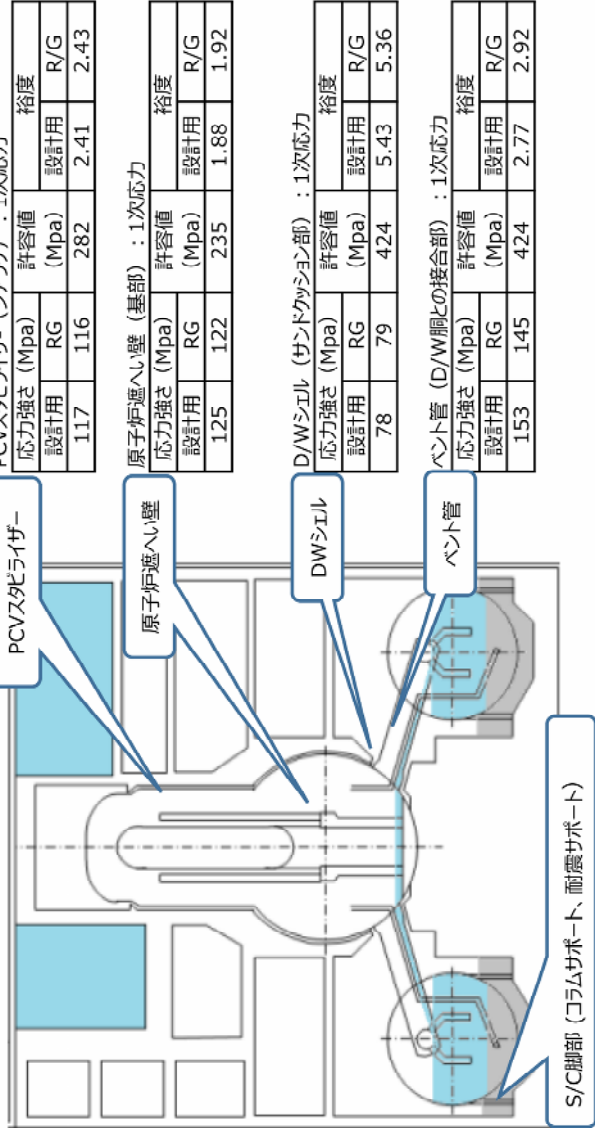 PCVスタビライザー
原子炉遮へい壁
DWシェル
ベント管
S/C脚部（コラムサポート、耐震サポート）
応力強さ（Mpa） 許容値 裕度
設計用 RG （Mpa） 設計用 R/G
117 116 282 2.41 2.43
原子炉遮へい壁（基部）：1次応力
応力強さ（Mpa） 許容値 裕度
設計用 RG （Mpa） 設計用 R/G
125 122 235 1.88 1.92
D/Wシェル（サンドクッション部）：1次応力
応力強さ（Mpa） 許容値 裕度
設計用 RG （Mpa） 設計用 R/G
78 79 424 5.43 5.36
ベント管（D/W胴との接合部）：1次応力
応力強さ（Mpa） 許容値 裕度
設計用 RG （Mpa） 設計用 R/G
153 145 424 2.77 2.92